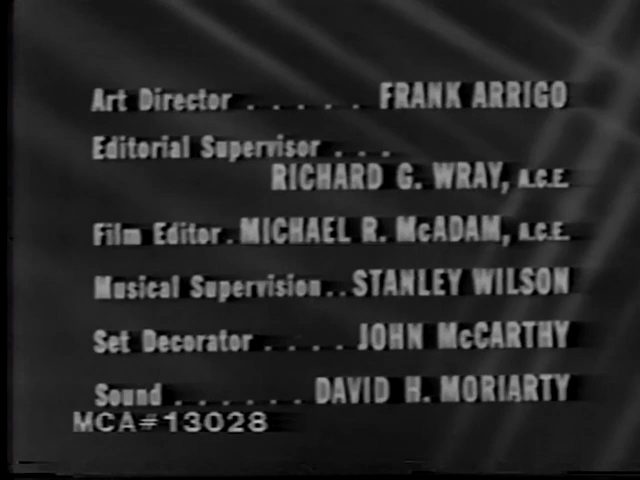 Art Director . . . . . FRANK ARRIGO
Editorial Supervisor . . .
RICHARD G. WRAY, A.C.E.
Film Editor . MICHAEL R. McADAM, A.C.E.
Musical Supervision . . STANLEY WILSON
Set Decorator . . . . JOHN McCARTHY
Sound . . . . . . DAVID H. MORIARTY
MCA#13028